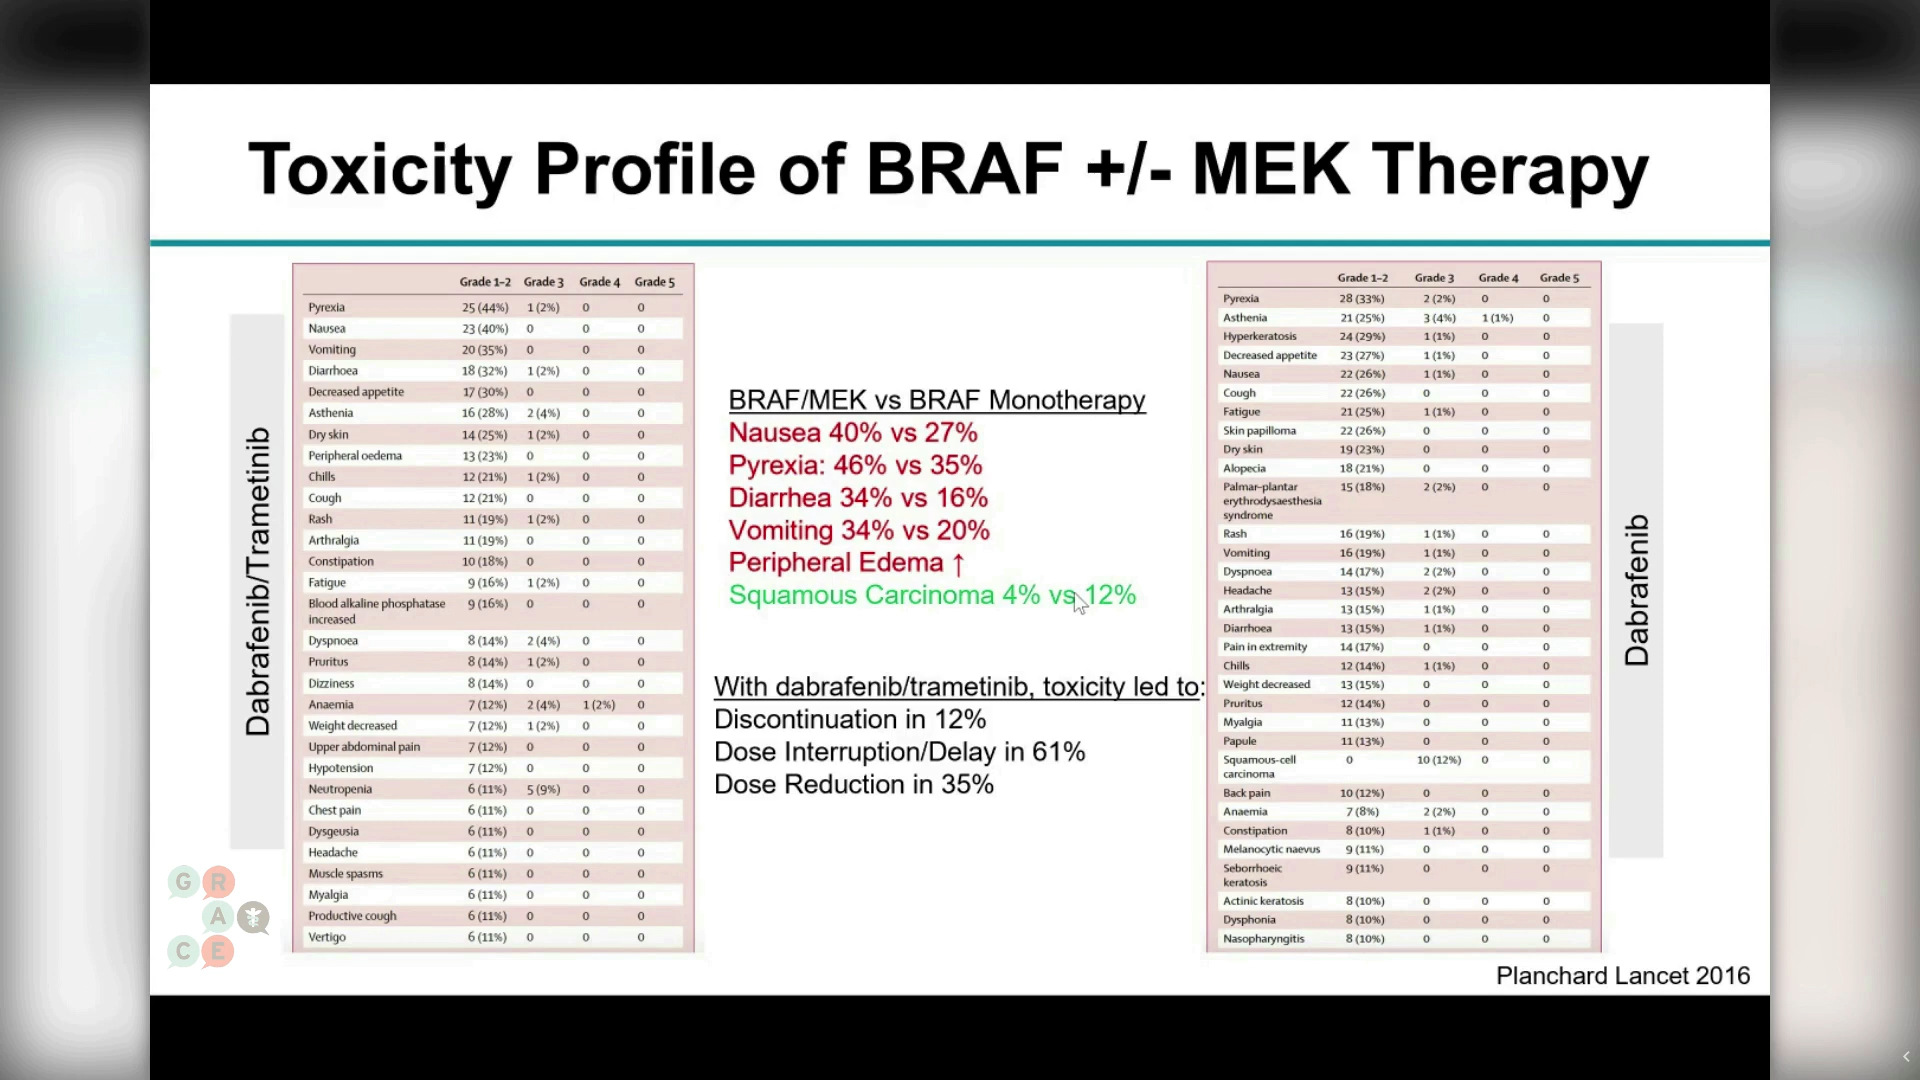 Toxicity Profile of BRAF +/- MEK Therapy
Dabrafenib/Trametinib
Grade 1–2 Grade 3 Grade 4 Grade 5
Pyrexia 25 (44%) 1 (2%) 0 0
Nausea 23 (40%) 0 0 0
Vomiting 20 (35%) 0 0 0
Diarrhoea 18 (32%) 1 (2%) 0 0
Decreased appetite 17 (30%) 0 0 0
Asthenia 16 (28%) 2 (4%) 0 0
Dry skin 14 (25%) 1 (2%) 0 0
Peripheral oedema 13 (23%) 0 0 0
Chills 12 (21%) 1 (2%) 0 0
Cough 12 (21%) 0 0 0
Rash 11 (19%) 1 (2%) 0 0
Arthralgia 11 (19%) 0 0 0
Constipation 10 (18%) 0 0 0
Fatigue 9 (16%) 1 (2%) 0 0
Blood alkaline phosphatase 9 (16%) 0 0 0
increased
Dyspnoea 8 (14%) 2 (4%) 0 0
Pruritus 8 (14%) 1 (2%) 0 0
Dizziness 8 (14%) 0 0 0
Anaemia 7 (12%) 2 (4%) 1 (2%) 0
Weight decreased 7 (12%) 1 (2%) 0 0
Upper abdominal pain 7 (12%) 0 0 0
Hypotension 7 (12%) 0 0 0
Neutropenia 6 (11%) 5 (9%) 0 0
Chest pain 6 (11%) 0 0 0
Dysgeusia 6 (11%) 0 0 0
Headache 6 (11%) 0 0 0
Muscle spasms 6 (11%) 0 0 0
Myalgia 6 (11%) 0 0 0
Productive cough 6 (11%) 0 0 0
Vertigo 6 (11%) 0 0 0
BRAF/MEK vs BRAF Monotherapy
Nausea 40% vs 27%
Pyrexia: 46% vs 35%
Diarrhea 34% vs 16%
Vomiting 34% vs 20%
Peripheral Edema ↑
Squamous Carcinoma 4% vs 12%
With dabrafenib/trametinib, toxicity led to:
Discontinuation in 12%
Dose Interruption/Delay in 61%
Dose Reduction in 35%
Grade 1–2 Grade 3 Grade 4 Grade 5
Pyrexia 28 (33%) 2 (2%) 0 0
Asthenia 21 (25%) 3 (4%) 1 (1%) 0
Hyperkeratosis 24 (29%) 1 (1%) 0 0
Decreased appetite 23 (27%) 1 (1%) 0 0
Nausea 22 (26%) 1 (1%) 0 0
Cough 22 (26%) 0 0 0
Fatigue 21 (25%) 1 (1%) 0 0
Skin papilloma 22 (26%) 0 0 0
Dry skin 19 (23%) 0 0 0
Alopecia 18 (21%) 0 0 0
Palmar-plantar 15 (18%) 2 (2%) 0 0
erythrodysaesthesia
syndrome
Rash 16 (19%) 1 (1%) 0 0
Vomiting 16 (19%) 1 (1%) 0 0
Dyspnoea 14 (17%) 2 (2%) 0 0
Headache 13 (15%) 2 (2%) 0 0
Arthralgia 13 (15%) 1 (1%) 0 0
Diarrhoea 13 (15%) 1 (1%) 0 0
Pain in extremity 14 (17%) 0 0 0
Chills 12 (14%) 1 (1%) 0 0
Weight decreased 13 (15%) 0 0 0
Pruritus 12 (14%) 0 0 0
Myalgia 11 (13%) 0 0 0
Papule 11 (13%) 0 0 0
Squamous-cell 0 10 (12%) 0 0
carcinoma
Back pain 10 (12%) 0 0 0
Anaemia 7 (8%) 2 (2%) 0 0
Constipation 8 (10%) 1 (1%) 0 0
Melanocytic naevus 9 (11%) 0 0 0
Seborrhoeic 9 (11%) 0 0 0
keratosis
Actinic keratosis 8 (10%) 0 0 0
Dysphonia 8 (10%) 0 0 0
Nasopharyngitis 8 (10%) 0 0 0
Dabrafenib
G R
A
C E
Planchard Lancet 2016